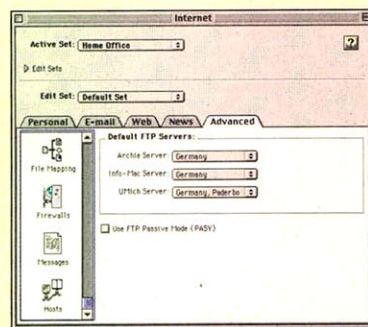 Internet
Active Set: Home Office
?
Edit Sets
Edit Set: Default Set
Personal E-mail Web News Advanced
Default FTP Servers:
File Mapping
Archie Server: Germany
Info-Mac Server: Germany
UMich Server: Germany, Paderbo
Firewalls
Use FTP Passive Mode (PASV)
Messages
Hosts